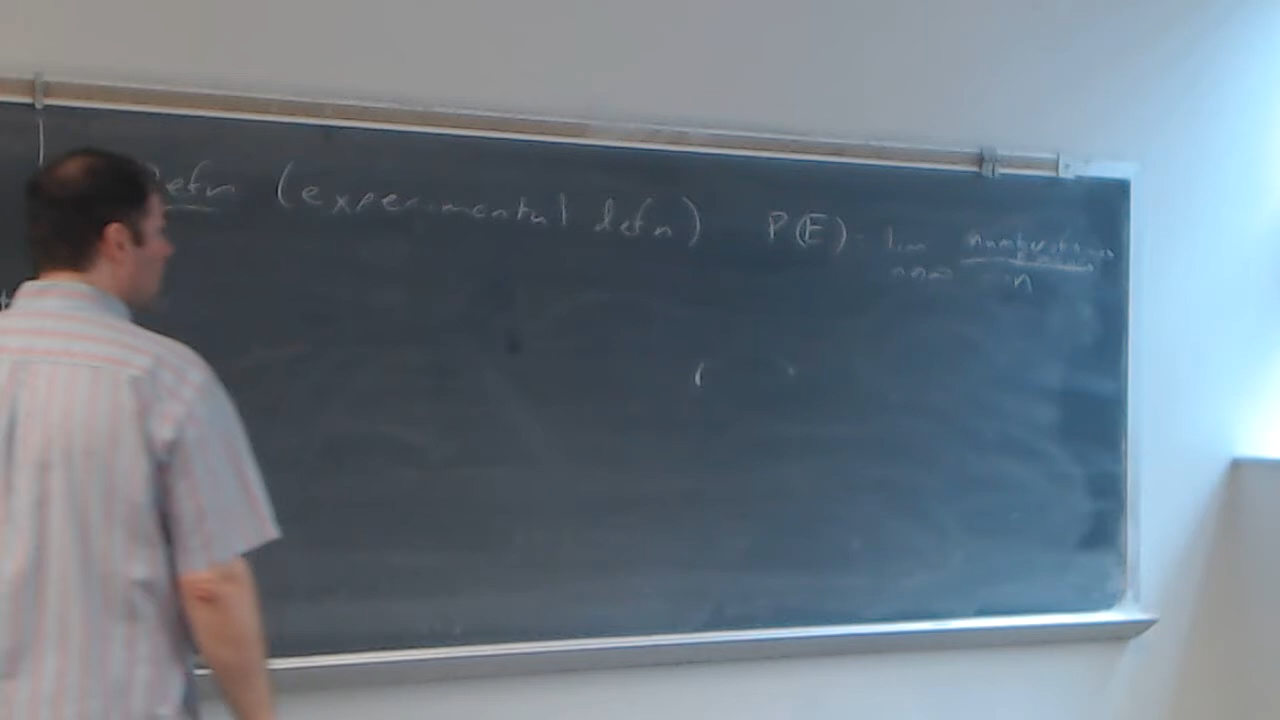 Defn (experimental defn) P(E) = lim n→∞ number of times / n